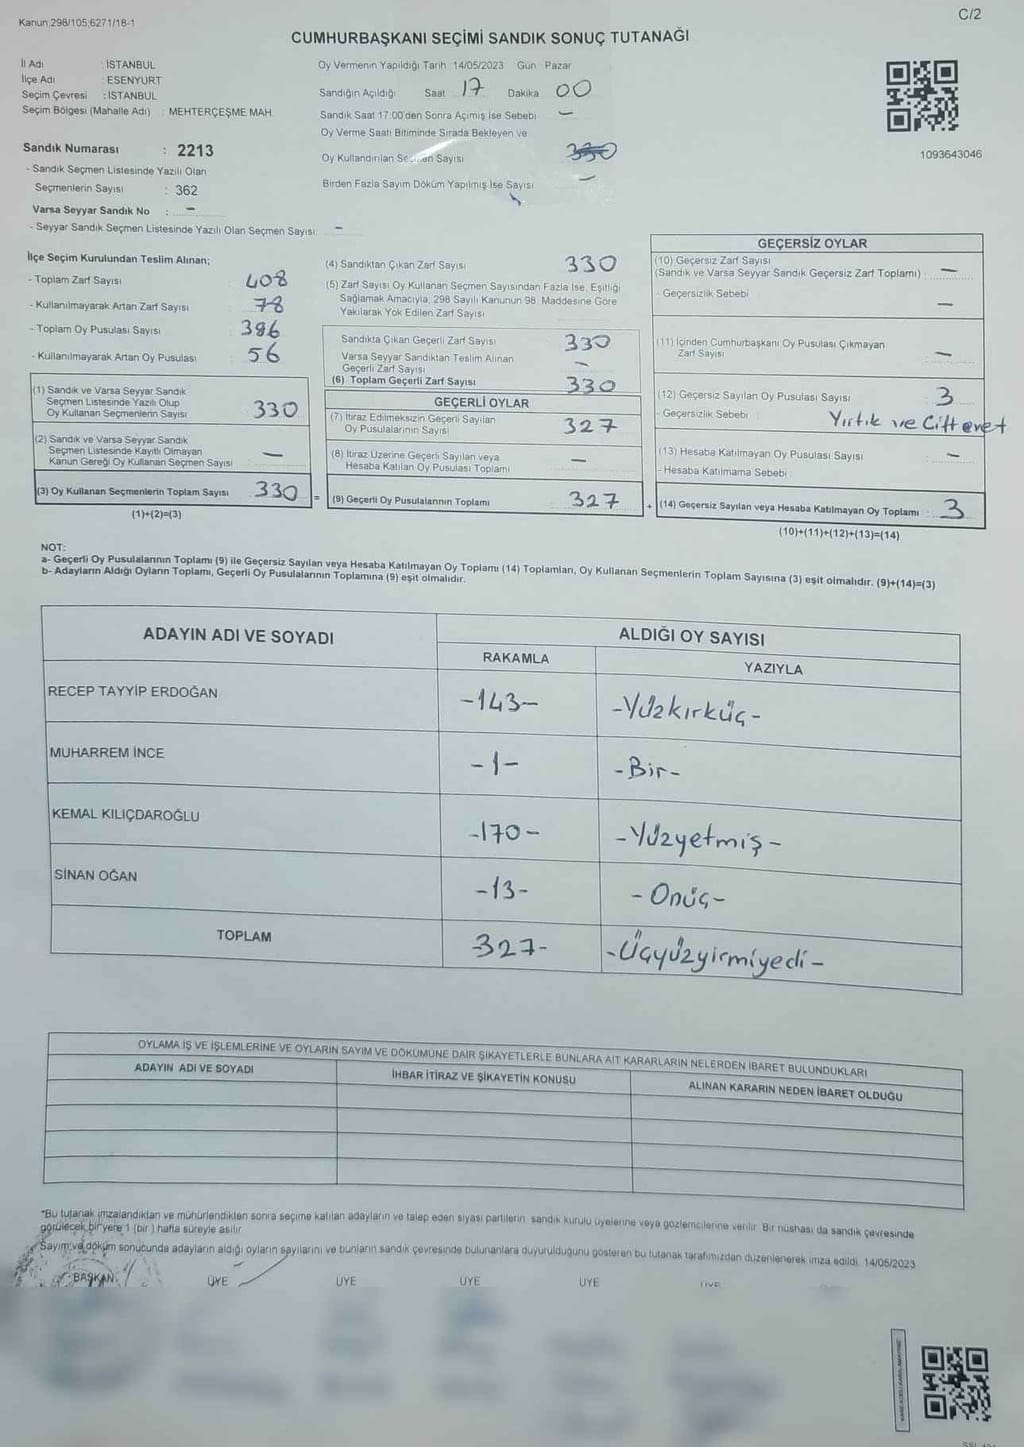 Kanun;298/105;6271/18-1
C/2
CUMHURBAŞKANI SEÇİMİ SANDIK SONUÇ TUTANAĞI
İl Adı : İSTANBUL
İlçe Adı : ESENYURT
Seçim Çevresi : İSTANBUL
Seçim Bölgesi (Mahalle Adı) : MEHTERÇEŞME MAH.
Sandık Numarası : 2213
- Sandık Seçmen Listesinde Yazılı Olan
Seçmenlerin Sayısı : 362
Varsa Seyyar Sandık No : -
- Seyyar Sandık Seçmen Listesinde Yazılı Olan Seçmen Sayısı: -
Oy Vermenin Yapıldığı Tarih 14/05/2023 Gün Pazar
Sandığın Açıldığı Saat 17 Dakika 00
Sandık Saat 17:00'den Sonra Açımış İse Sebebi -
Oy Verme Saati Bitiminde Sırada Bekleyen ve
Oy Kullandırılan Seçmen Sayısı 330
Birden Fazla Sayım Döküm Yapılmış İse Sayısı -
1093643046
İlçe Seçim Kurulundan Teslim Alınan;
- Toplam Zarf Sayısı : 408
- Kullanılmayarak Artan Zarf Sayısı : 78
- Toplam Oy Pusulası Sayısı : 386
- Kullanılmayarak Artan Oy Pusulası : 56
(1) Sandık ve Varsa Seyyar Sandık
Seçmen Listesinde Yazılı Olup
Oy Kullanan Seçmenlerin Sayısı 330
(2) Sandık ve Varsa Seyyar Sandık
Seçmen Listesinde Kayıtlı Olmayan
Kanun Gereği Oy Kullanan Seçmen Sayısı -
(3) Oy Kullanan Seçmenlerin Toplam Sayısı 330
(1)+(2)=(3)
(4) Sandıktan Çıkan Zarf Sayısı 330
(5) Zarf Sayısı Oy Kullanan Seçmen Sayısından Fazla İse, Eşitliği
Sağlamak Amacıyla; 298 Sayılı Kanunun 98. Maddesine Göre
Yakılarak Yok Edilen Zarf Sayısı
Sandıkta Çıkan Geçerli Zarf Sayısı 330
Varsa Seyyar Sandıktan Teslim Alınan
Geçerli Zarf Sayısı -
(6) Toplam Geçerli Zarf Sayısı 330
GEÇERLİ OYLAR
(7) İtiraz Edilmeksizin Geçerli Sayılan
Oy Pusulalarının Sayısı 327
(8) İtiraz Üzerine Geçerli Sayılan veya
Hesaba Katılan Oy Pusulası Toplamı -
= (9) Geçerli Oy Pusulalarının Toplamı 327
GEÇERSİZ OYLAR
(10) Geçersiz Zarf Sayısı
(Sandık ve Varsa Seyyar Sandık Geçersiz Zarf Toplamı) : -
- Geçersizlik Sebebi -
(11) İçinden Cumhurbaşkanı Oy Pusulası Çıkmayan
Zarf Sayısı -
(12) Geçersiz Sayılan Oy Pusulası Sayısı 3
- Geçersizlik Sebebi : Yırtık ve Cift evet
(13) Hesaba Katılmayan Oy Pusulası Sayısı -
- Hesaba Katılmama Sebebi :
+ (14) Geçersiz Sayılan veya Hesaba Katılmayan Oy Toplamı 3
(10)+(11)+(12)+(13)=(14)
NOT:
a- Geçerli Oy Pusulalarının Toplamı (9) ile Geçersiz Sayılan veya Hesaba Katılmayan Oy Toplamı (14) Toplamları, Oy Kullanan Seçmenlerin Toplam Sayısına (3) eşit olmalıdır. (9)+(14)=(3)
b- Adayların Aldığı Oyların Toplamı, Geçerli Oy Pusulalarının Toplamına (9) eşit olmalıdır.
ADAYIN ADI VE SOYADI ALDIĞI OY SAYISI
RAKAMLA YAZIYLA
RECEP TAYYİP ERDOĞAN -143- -Yüzkırküç-
MUHARREM İNCE -1- -Bir-
KEMAL KILIÇDAROĞLU -170- -Yüzyetmiş-
SİNAN OĞAN -13- -Onüç-
TOPLAM -327- -Üçyüzyirmiyedi-
OYLAMA İŞ VE İŞLEMLERİNE VE OYLARIN SAYIM VE DÖKÜMÜNE DAİR ŞİKAYETLERLE BUNLARA AİT KARARLARIN NELERDEN İBARET BULUNDUKLARI
ADAYIN ADI VE SOYADI İHBAR İTİRAZ VE ŞİKAYETİN KONUSU ALINAN KARARIN NEDEN İBARET OLDUĞU
*Bu tutanak imzalandıktan ve mühürlendikten sonra seçime katılan adayların ve talep eden siyasi partilerin sandık kurulu üyelerine veya gözlemcilerine verilir. Bir nüshası da sandık çevresinde
görülecek bir yere 1 (bir ) hafta süreyle asılır.
Sayım ve döküm sonucunda adayların aldığı oyların sayılarını ve bunların sandık çevresinde bulunanlara duyurulduğunu gösteren bu tutanak tarafımızdan düzenlenerek imza edildi. 14/05/2023
BAŞKAN ÜYE ÜYE ÜYE ÜYE ÜYE